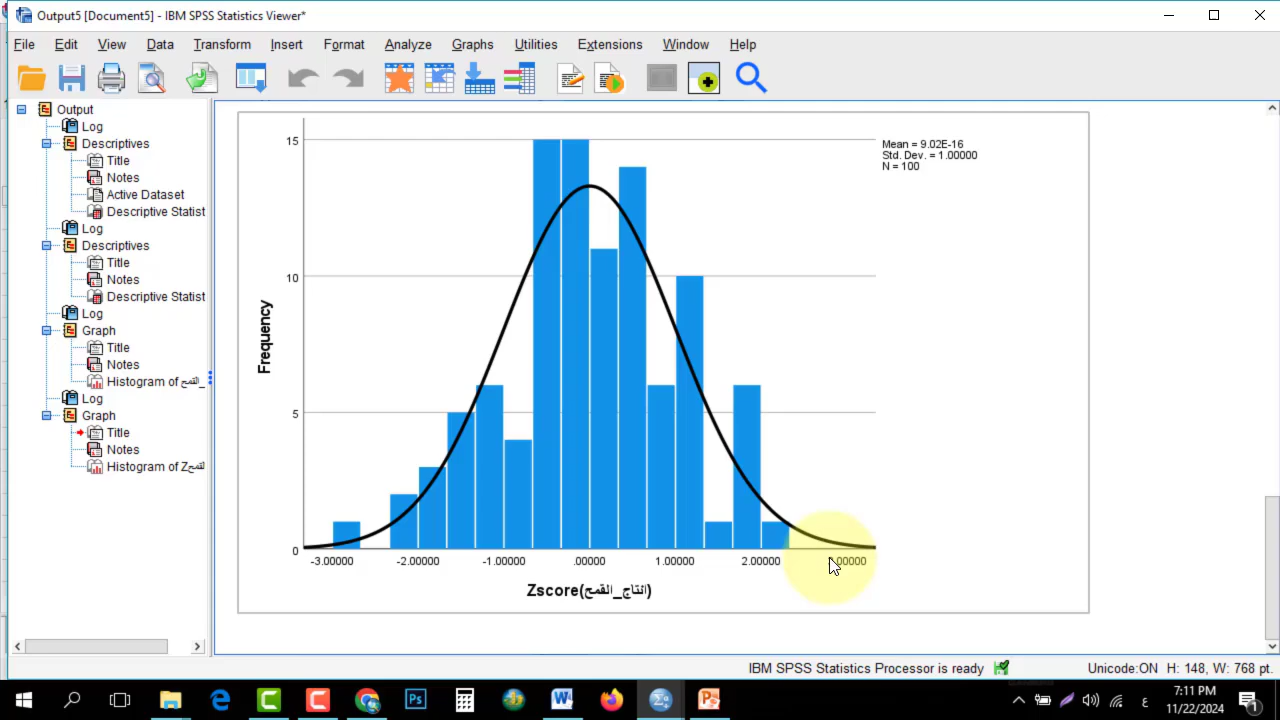 Output5 [Document5] - IBM SPSS Statistics Viewer*
File Edit View Data Transform Insert Format Analyze Graphs Utilities Extensions Window Help
Output
Log
Descriptives
Title
Notes
Active Dataset
Descriptive Statist
Log
Descriptives
Title
Notes
Descriptive Statist
Log
Graph
Title
Notes
Histogram of القمح_
Log
Graph
Title
Notes
Histogram of Zالقمح
15
10
5
0
Frequency
-3.00000 -2.00000 -1.00000 .00000 1.00000 2.00000 00000
Zscore(انتاج_القمح)
Mean = 9.02E-16
Std. Dev. = 1.00000
N = 100
IBM SPSS Statistics Processor is ready Unicode:ON H: 148, W: 768 pt.
Ps W P
ع 7:11 PM
11/22/2024 1